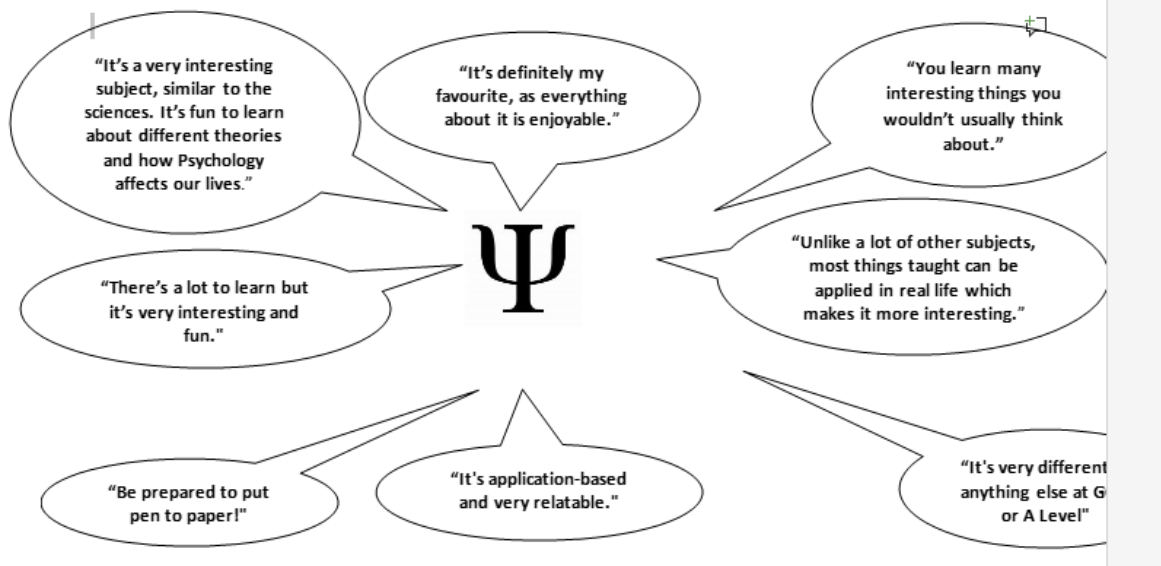 “It’s a very interesting
subject, similar to the
sciences. It’s fun to learn
about different theories
and how Psychology
affects our lives.”
“It’s definitely my
favourite, as everything
about it is enjoyable.”
“You learn many
interesting things you
wouldn’t usually think
about.”
Ψ
“There’s a lot to learn but
it’s very interesting and
fun."
“Unlike a lot of other subjects,
most things taught can be
applied in real life which
makes it more interesting.”
“Be prepared to put
pen to paper!"
“It's application-based
and very relatable."
“It's very different
anything else at G
or A Level"